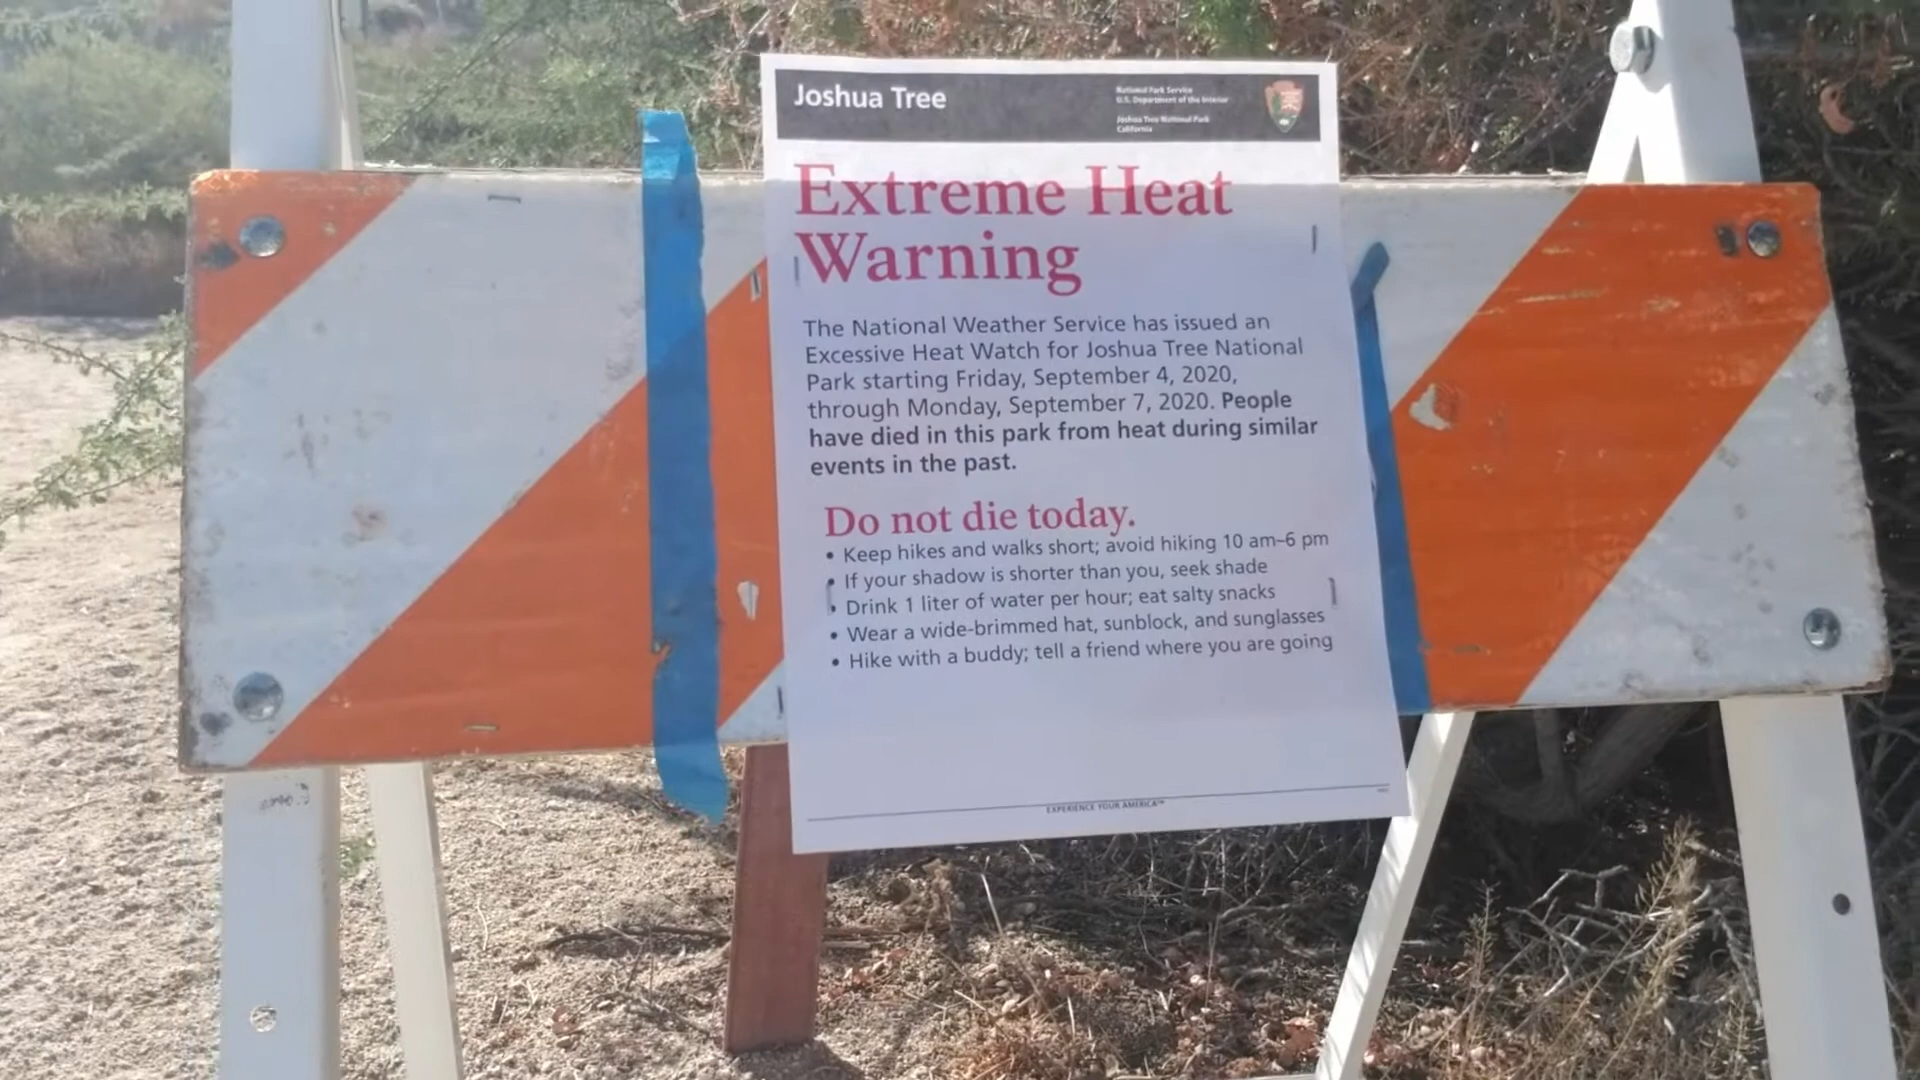 Joshua Tree
National Park Service
U.S. Department of the Interior
Joshua Tree National Park
California
Extreme Heat
Warning
The National Weather Service has issued an
Excessive Heat Watch for Joshua Tree National
Park starting Friday, September 4, 2020,
through Monday, September 7, 2020. People
have died in this park from heat during similar
events in the past.
Do not die today.
• Keep hikes and walks short; avoid hiking 10 am–6 pm
• If your shadow is shorter than you, seek shade
• Drink 1 liter of water per hour; eat salty snacks
• Wear a wide-brimmed hat, sunblock, and sunglasses
• Hike with a buddy; tell a friend where you are going
EXPERIENCE YOUR AMERICA™